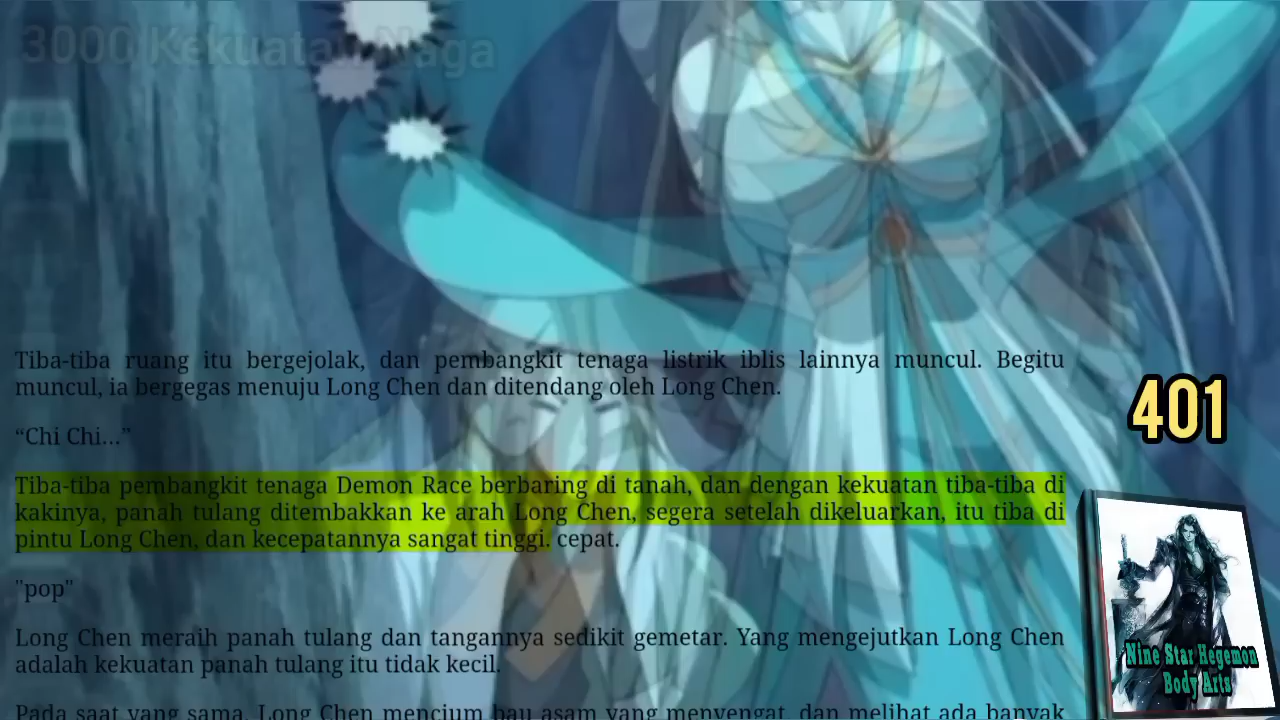 3000 Kekuatan Naga
Tiba-tiba ruang itu bergejolak, dan pembangkit tenaga listrik iblis lainnya muncul. Begitu
muncul, ia bergegas menuju Long Chen dan ditendang oleh Long Chen.
“Chi Chi...”
401
Tiba-tiba pembangkit tenaga Demon Race berbaring di tanah, dan dengan kekuatan tiba-tiba di
kakinya, panah tulang ditembakkan ke arah Long Chen, segera setelah dikeluarkan, itu tiba di
pintu Long Chen, dan kecepatannya sangat tinggi. cepat.
"pop"
Long Chen meraih panah tulang dan tangannya sedikit gemetar. Yang mengejutkan Long Chen
adalah kekuatan panah tulang itu tidak kecil.
Nine Star Hegemon
Body Arts
Pada saat yang sama, Long Chen mencium bau asam yang menyengat, dan melihat ada banyak